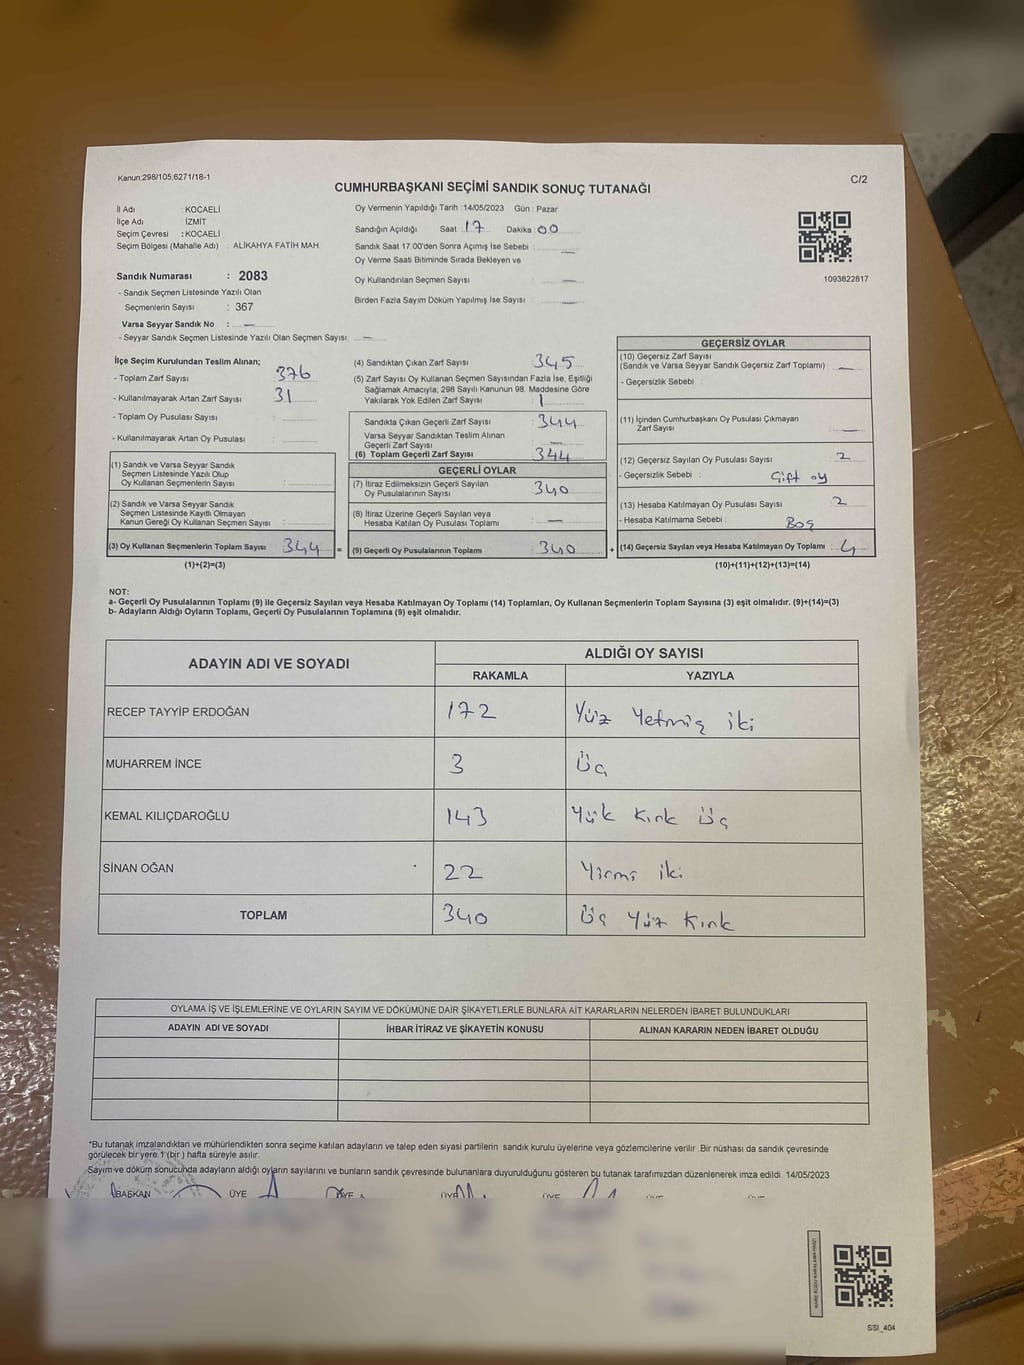 Kanun:298/105,6271/18-1
C/2
CUMHURBAŞKANI SEÇİMİ SANDIK SONUÇ TUTANAĞI
İl Adı : KOCAELİ
İlçe Adı : İZMİT
Seçim Çevresi : KOCAELİ
Seçim Bölgesi (Mahalle Adı) : ALİKAHYA FATİH MAH.
Oy Vermenin Yapıldığı Tarih : 14/05/2023 Gün : Pazar
Sandığın Açıldığı Saat : 17 Dakika : 00
Sandık Saat 17:00'den Sonra Açımış İse Sebebi : —
Oy Verme Saati Bitiminde Sırada Bekleyen ve
Oy Kullandırılan Seçmen Sayısı : —
Birden Fazla Sayım Döküm Yapılmış İse Sayısı : —
1093822817
Sandık Numarası : 2083
- Sandık Seçmen Listesinde Yazılı Olan
Seçmenlerin Sayısı : 367
Varsa Seyyar Sandık No : —
- Seyyar Sandık Seçmen Listesinde Yazılı Olan Seçmen Sayısı: —
İlçe Seçim Kurulundan Teslim Alınan;
- Toplam Zarf Sayısı : 376
- Kullanılmayarak Artan Zarf Sayısı : 31
- Toplam Oy Pusulası Sayısı :
- Kullanılmayarak Artan Oy Pusulası :
(1) Sandık ve Varsa Seyyar Sandık
Seçmen Listesinde Yazılı Olup
Oy Kullanan Seçmenlerin Sayısı :
(2) Sandık ve Varsa Seyyar Sandık
Seçmen Listesinde Kayıtlı Olmayan
Kanun Gereği Oy Kullanan Seçmen Sayısı :
(3) Oy Kullanan Seçmenlerin Toplam Sayısı : 344 =
(1)+(2)=(3)
(4) Sandıktan Çıkan Zarf Sayısı : 345
(5) Zarf Sayısı Oy Kullanan Seçmen Sayısından Fazla İse, Eşitliği
Sağlamak Amacıyla; 298 Sayılı Kanunun 98. Maddesine Göre
Yakılarak Yok Edilen Zarf Sayısı : 1
Sandıkta Çıkan Geçerli Zarf Sayısı : 344
Varsa Seyyar Sandıktan Teslim Alınan
Geçerli Zarf Sayısı : —
(6) Toplam Geçerli Zarf Sayısı : 344
GEÇERLİ OYLAR
(7) İtiraz Edilmeksizin Geçerli Sayılan
Oy Pusulalarının Sayısı : 340
(8) İtiraz Üzerine Geçerli Sayılan veya
Hesaba Katılan Oy Pusulası Toplamı : —
(9) Geçerli Oy Pusulalarının Toplamı : 340 +
GEÇERSİZ OYLAR
(10) Geçersiz Zarf Sayısı
(Sandık ve Varsa Seyyar Sandık Geçersiz Zarf Toplamı) : —
- Geçersizlik Sebebi :
(11) İçinden Cumhurbaşkanı Oy Pusulası Çıkmayan
Zarf Sayısı : —
(12) Geçersiz Sayılan Oy Pusulası Sayısı : 2
- Geçersizlik Sebebi : Çift oy
(13) Hesaba Katılmayan Oy Pusulası Sayısı : 2
- Hesaba Katılmama Sebebi : Boş
(14) Geçersiz Sayılan veya Hesaba Katılmayan Oy Toplamı : 4
(10)+(11)+(12)+(13)=(14)
NOT:
a- Geçerli Oy Pusulalarının Toplamı (9) ile Geçersiz Sayılan veya Hesaba Katılmayan Oy Toplamı (14) Toplamları, Oy Kullanan Seçmenlerin Toplam Sayısına (3) eşit olmalıdır. (9)+(14)=(3)
b- Adayların Aldığı Oyların Toplamı, Geçerli Oy Pusulalarının Toplamına (9) eşit olmalıdır.
ADAYIN ADI VE SOYADI ALDIĞI OY SAYISI
RAKAMLA YAZIYLA
RECEP TAYYİP ERDOĞAN 172 Yüz Yetmiş iki
MUHARREM İNCE 3 Üç
KEMAL KILIÇDAROĞLU 143 Yük Kırk Üç
SİNAN OĞAN 22 Yirmi iki
TOPLAM 340 Üç Yüz Kırk
OYLAMA İŞ VE İŞLEMLERİNE VE OYLARIN SAYIM VE DÖKÜMÜNE DAİR ŞİKAYETLERLE BUNLARA AİT KARARLARIN NELERDEN İBARET BULUNDUKLARI
ADAYIN ADI VE SOYADI İHBAR İTİRAZ VE ŞİKAYETİN KONUSU ALINAN KARARIN NEDEN İBARET OLDUĞU
*Bu tutanak imzalandıktan ve mühürlendikten sonra seçime katılan adayların ve talep eden siyasi partilerin sandık kurulu üyelerine veya gözlemcilerine verilir. Bir nüshası da sandık çevresinde
görülecek bir yere 1 (bir ) hafta süreyle asılır.
Sayım ve döküm sonucunda adayların aldığı oyların sayılarını ve bunların sandık çevresinde bulunanlara duyurulduğunu gösteren bu tutanak tarafımızdan düzenlenerek imza edildi. 14/05/2023
BAŞKAN ÜYE ÜYE ÜYE ÜYE ÜYE ÜYE
SSI_404